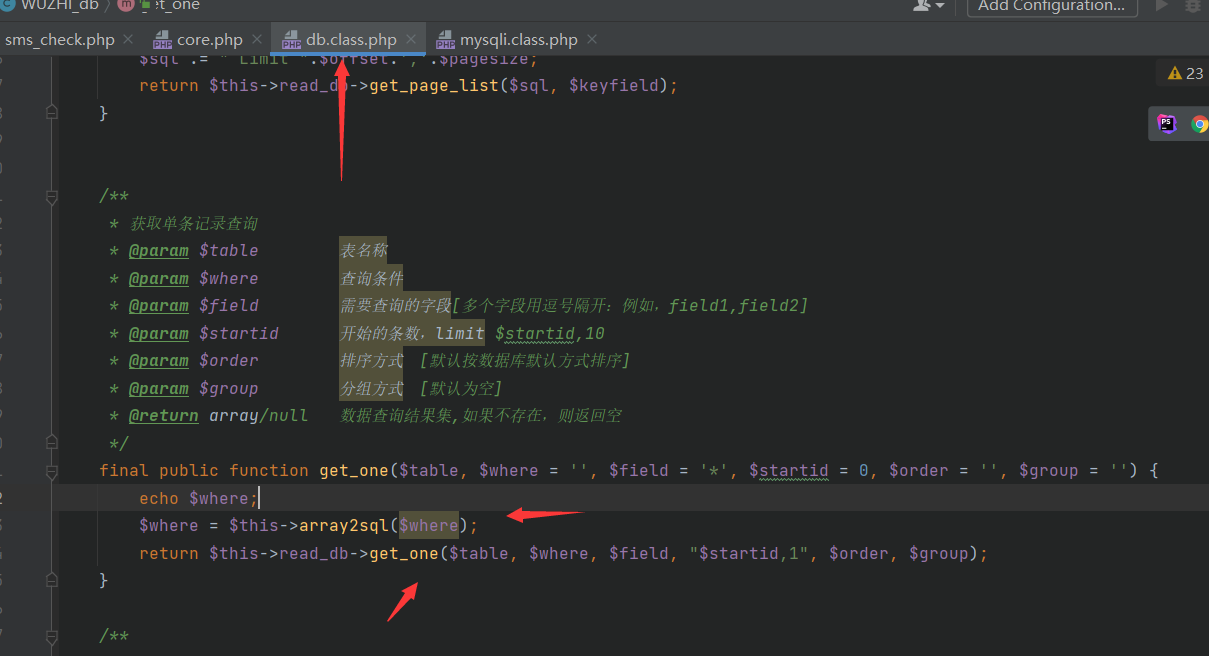 WUZHI_db get_one
Add Configuration...
sms_check.php core.php db.class.php mysqli.class.php
$sql .= " Limit ".$offset.','.$pagesize;
23
return $this->read_db->get_page_list($sql, $keyfield);
}
/**
* 获取单条记录查询
* @param $table 表名称
* @param $where 查询条件
* @param $field 需要查询的字段[多个字段用逗号隔开：例如，field1,field2]
* @param $startid 开始的条数，limit $startid,10
* @param $order 排序方式 [默认按数据库默认方式排序]
* @param $group 分组方式 [默认为空]
* @return array/null 数据查询结果集,如果不存在，则返回空
*/
final public function get_one($table, $where = '', $field = '*', $startid = 0, $order = '', $group = '') {
echo $where;
$where = $this->array2sql($where);
return $this->read_db->get_one($table, $where, $field, "$startid,1", $order, $group);
}
/**